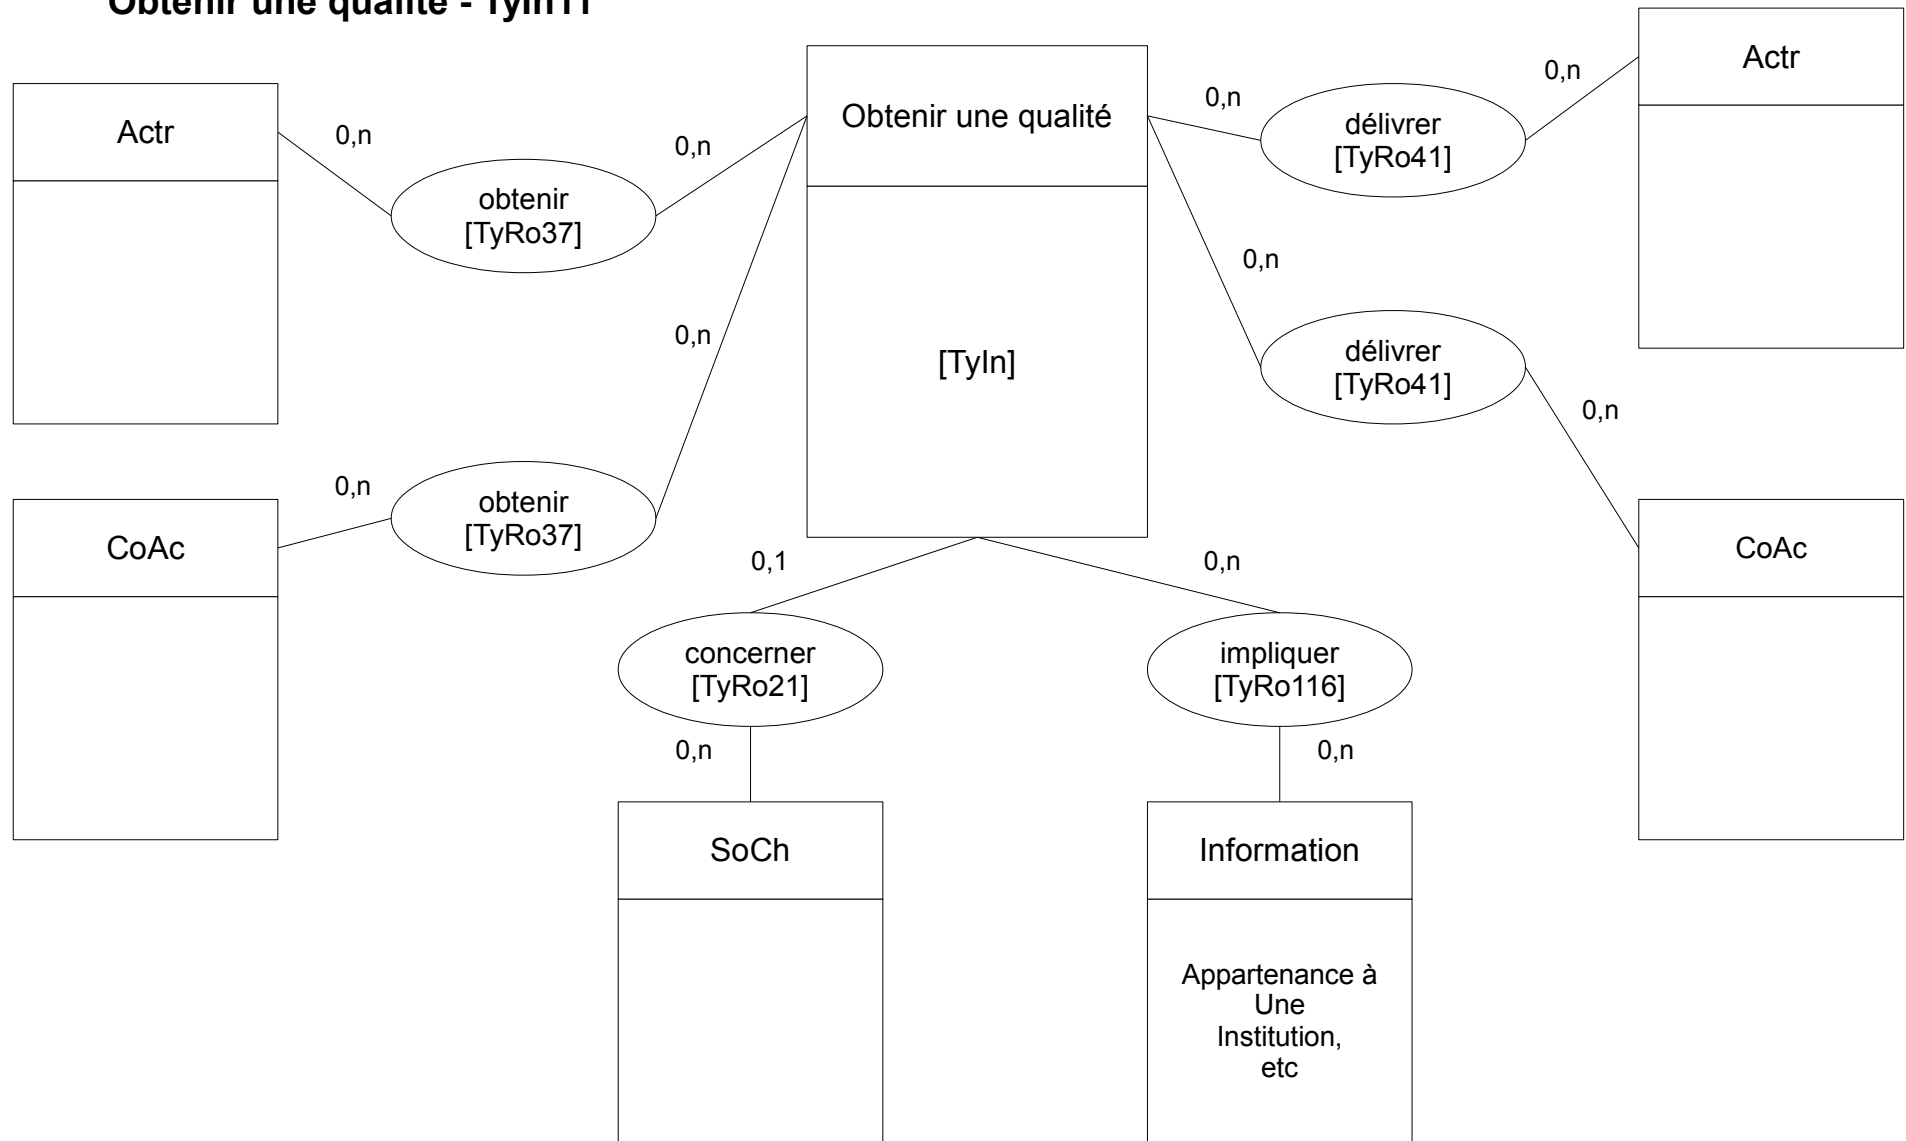 Obtenir une qualité - TyIn11
Actr
0,n
obtenir
[TyRo37]
0,n
Obtenir une qualité
[TyIn]
0,n
délivrer
[TyRo41]
0,n
Actr
0,n
0,n
délivrer
[TyRo41]
0,n
CoAc
0,n
obtenir
[TyRo37]
CoAc
0,1
0,n
concerner
[TyRo21]
impliquer
[TyRo116]
0,n
0,n
SoCh
Information
Appartenance à
Une
Institution,
etc